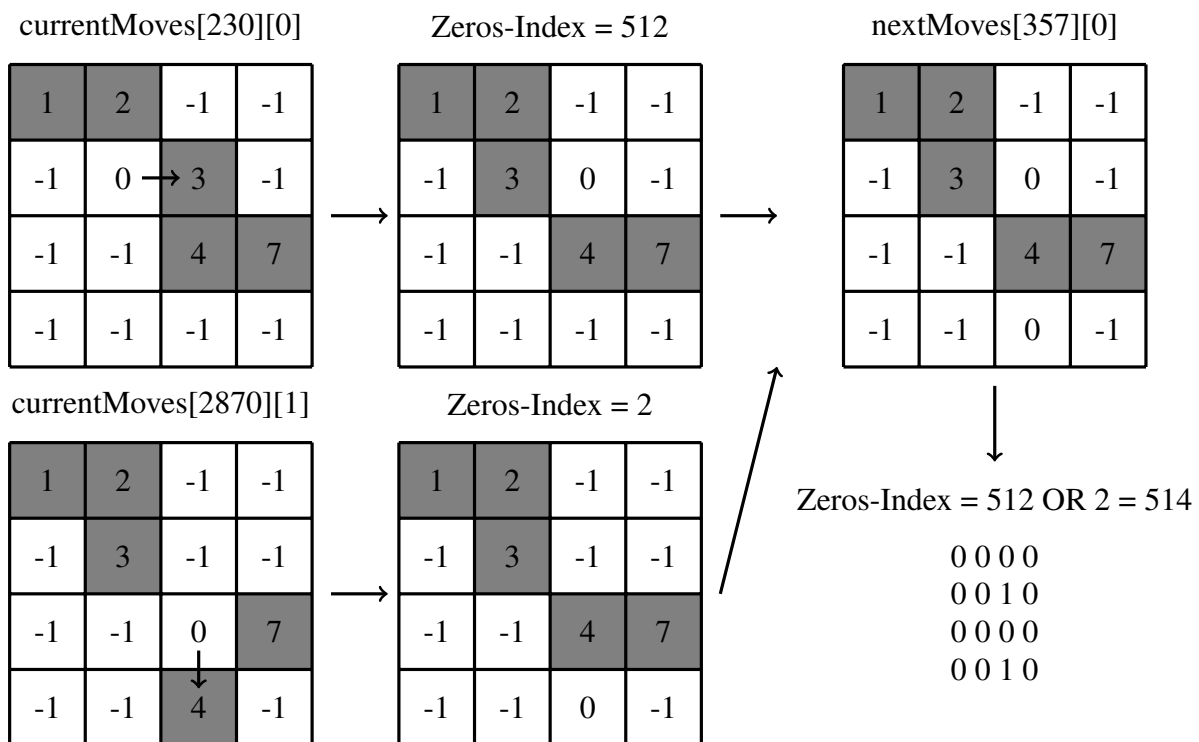 currentMoves[230][0] Zeros-Index = 512 nextMoves[357][0]
1 2 -1 -1 1 2 -1 -1 1 2 -1 -1
-1 0 3 -1 -1 3 0 -1 -1 3 0 -1
-1 -1 4 7 -1 -1 4 7 -1 -1 4 7
-1 -1 -1 -1 -1 -1 -1 -1 -1 -1 0 -1
currentMoves[2870][1] Zeros-Index = 2
1 2 -1 -1 1 2 -1 -1
Zeros-Index = 512 OR 2 = 514
-1 3 -1 -1 -1 3 -1 -1
0 0 0 0
0 0 1 0
-1 -1 0 7 -1 -1 4 7
0 0 0 0
0 0 1 0
-1 -1 4 -1 -1 -1 0 -1